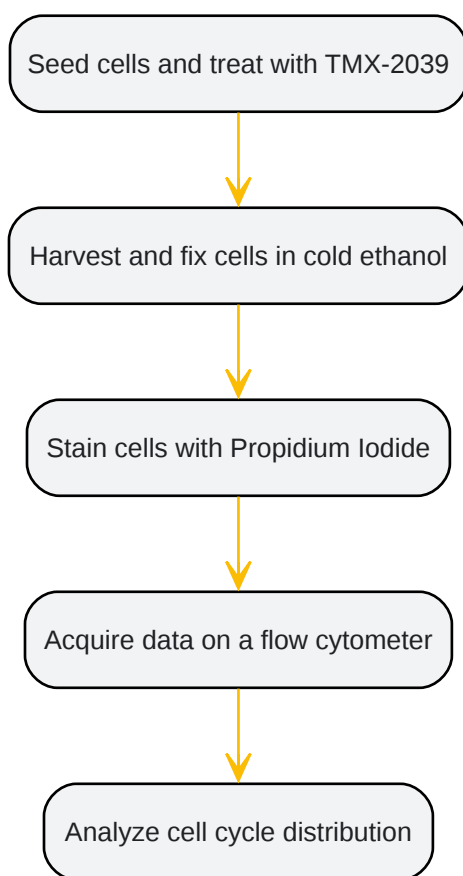 Seed cells and treat with TMX-2039
Harvest and fix cells in cold ethanol
Stain cells with Propidium Iodide
Acquire data on a flow cytometer
Analyze cell cycle distribution